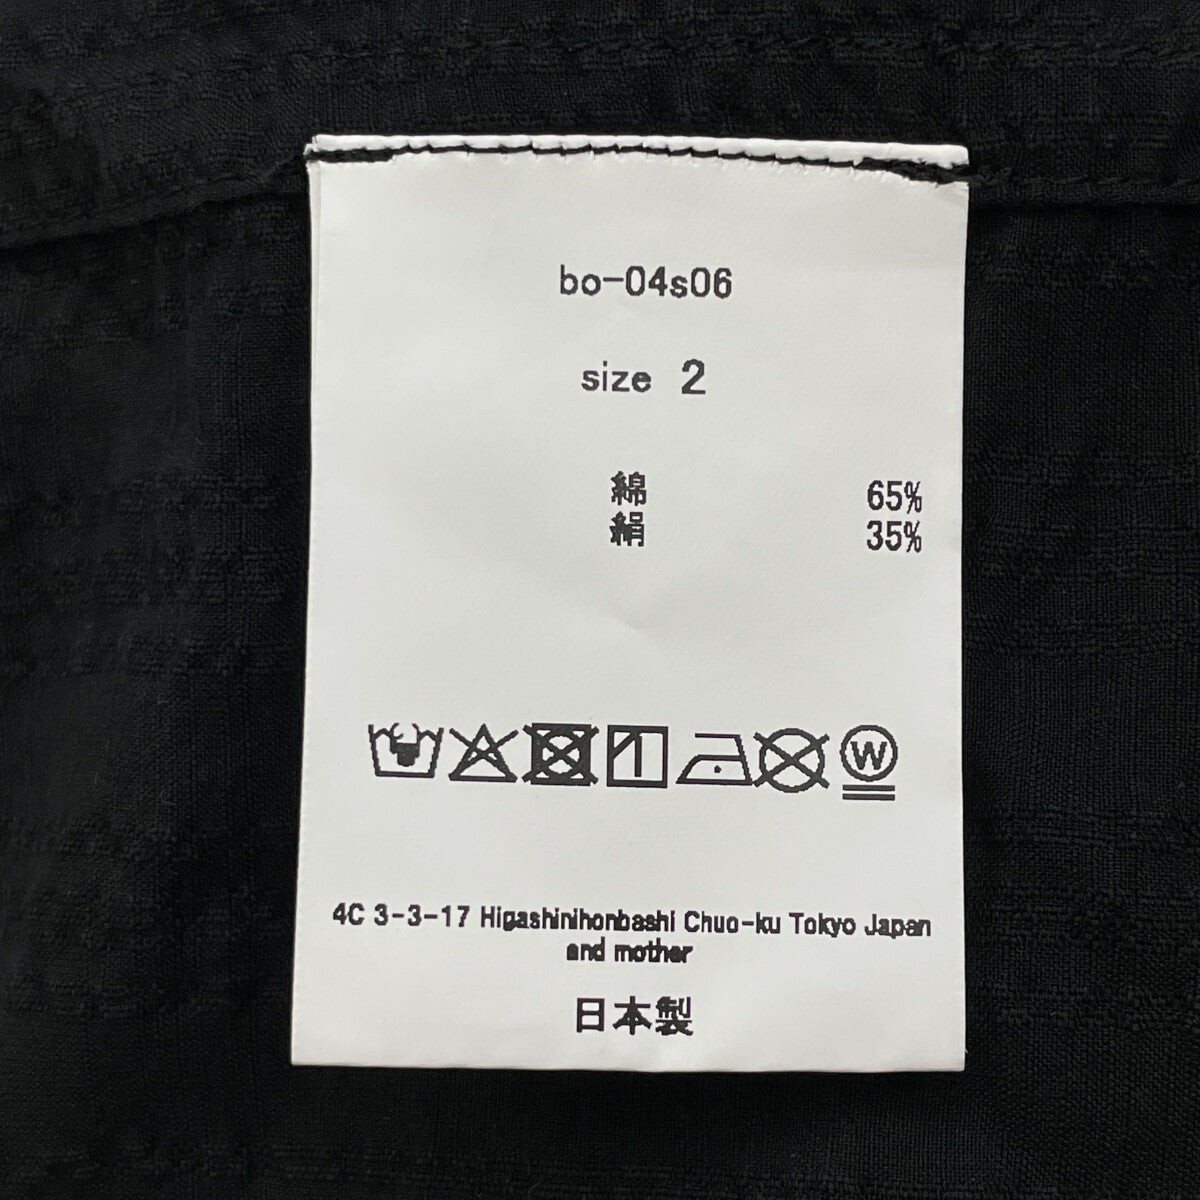 bo-04s06
size 2
綿 65%
絹 35%
W
4C 3-3-17 Higashinihonbashi Chuo-ku Tokyo Japan
and mother
日本製